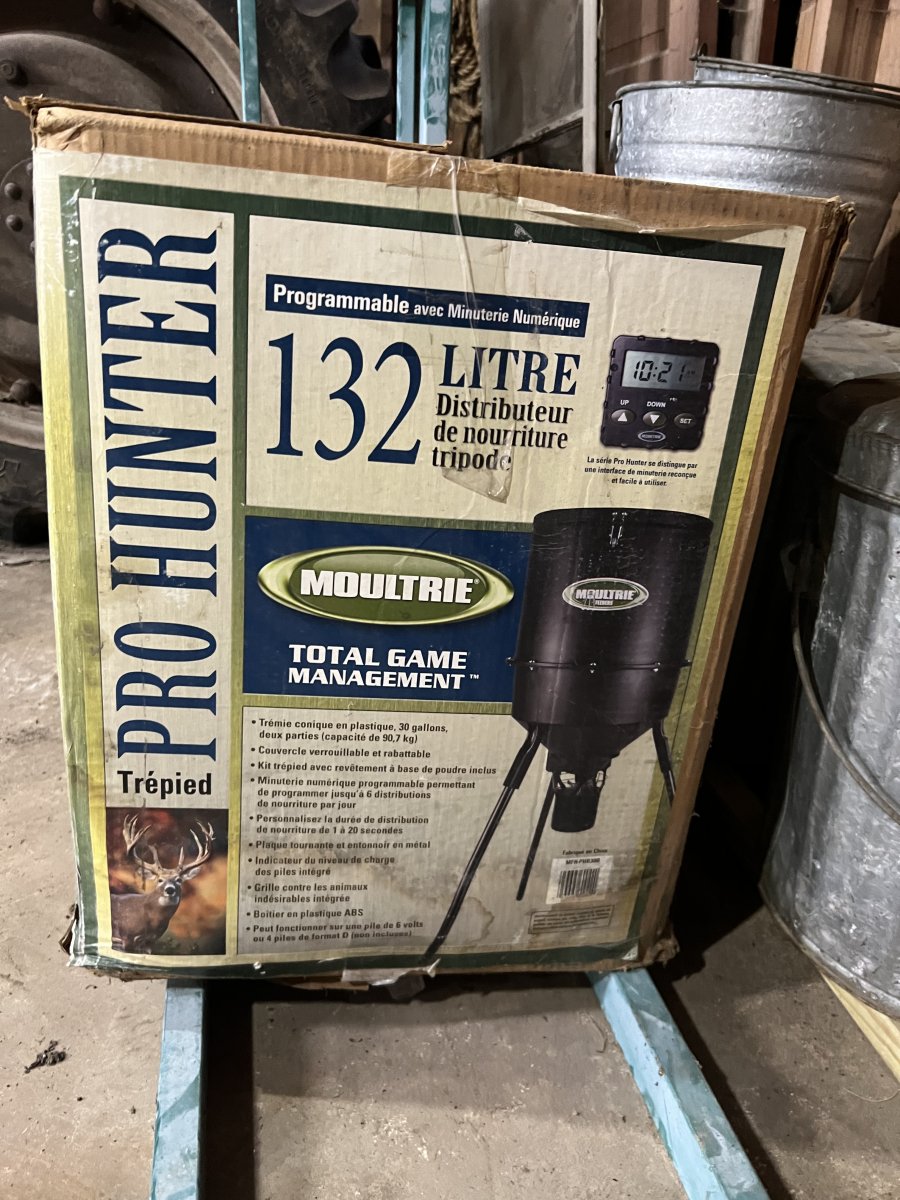 PRO HUNTER
Trépied
Programmable avec Minuterie Numérique
132 LITRE
Distributeur
de nourriture
tripode
10:21
UP DOWN
SET
MOULTRIE
La série Pro Hunter se distingue par
une interface de minuterie reconçue
et facile à utiliser.
MOULTRIE®
TOTAL GAME
MANAGEMENT™
MOULTRIE
FEEDERS
• Trémie conique en plastique, 30 gallons,
deux parties (capacité de 90,7 kg)
• Couvercle verrouillable et rabattable
• Kit trépied avec revêtement à base de poudre inclus
• Minuterie numérique programmable permettant
de programmer jusqu'à 6 distributions
de nourriture par jour
• Personnalisez la durée de distribution
de nourriture de 1 à 20 secondes
• Plaque tournante et entonnoir en métal
• Indicateur du niveau de charge
des piles intégré
• Grille contre les animaux
indésirables intégrée
• Boîtier en plastique ABS
• Peut fonctionner sur une pile de 6 volts
ou 4 piles de format D (non incluses)
Fabriqué en Chine